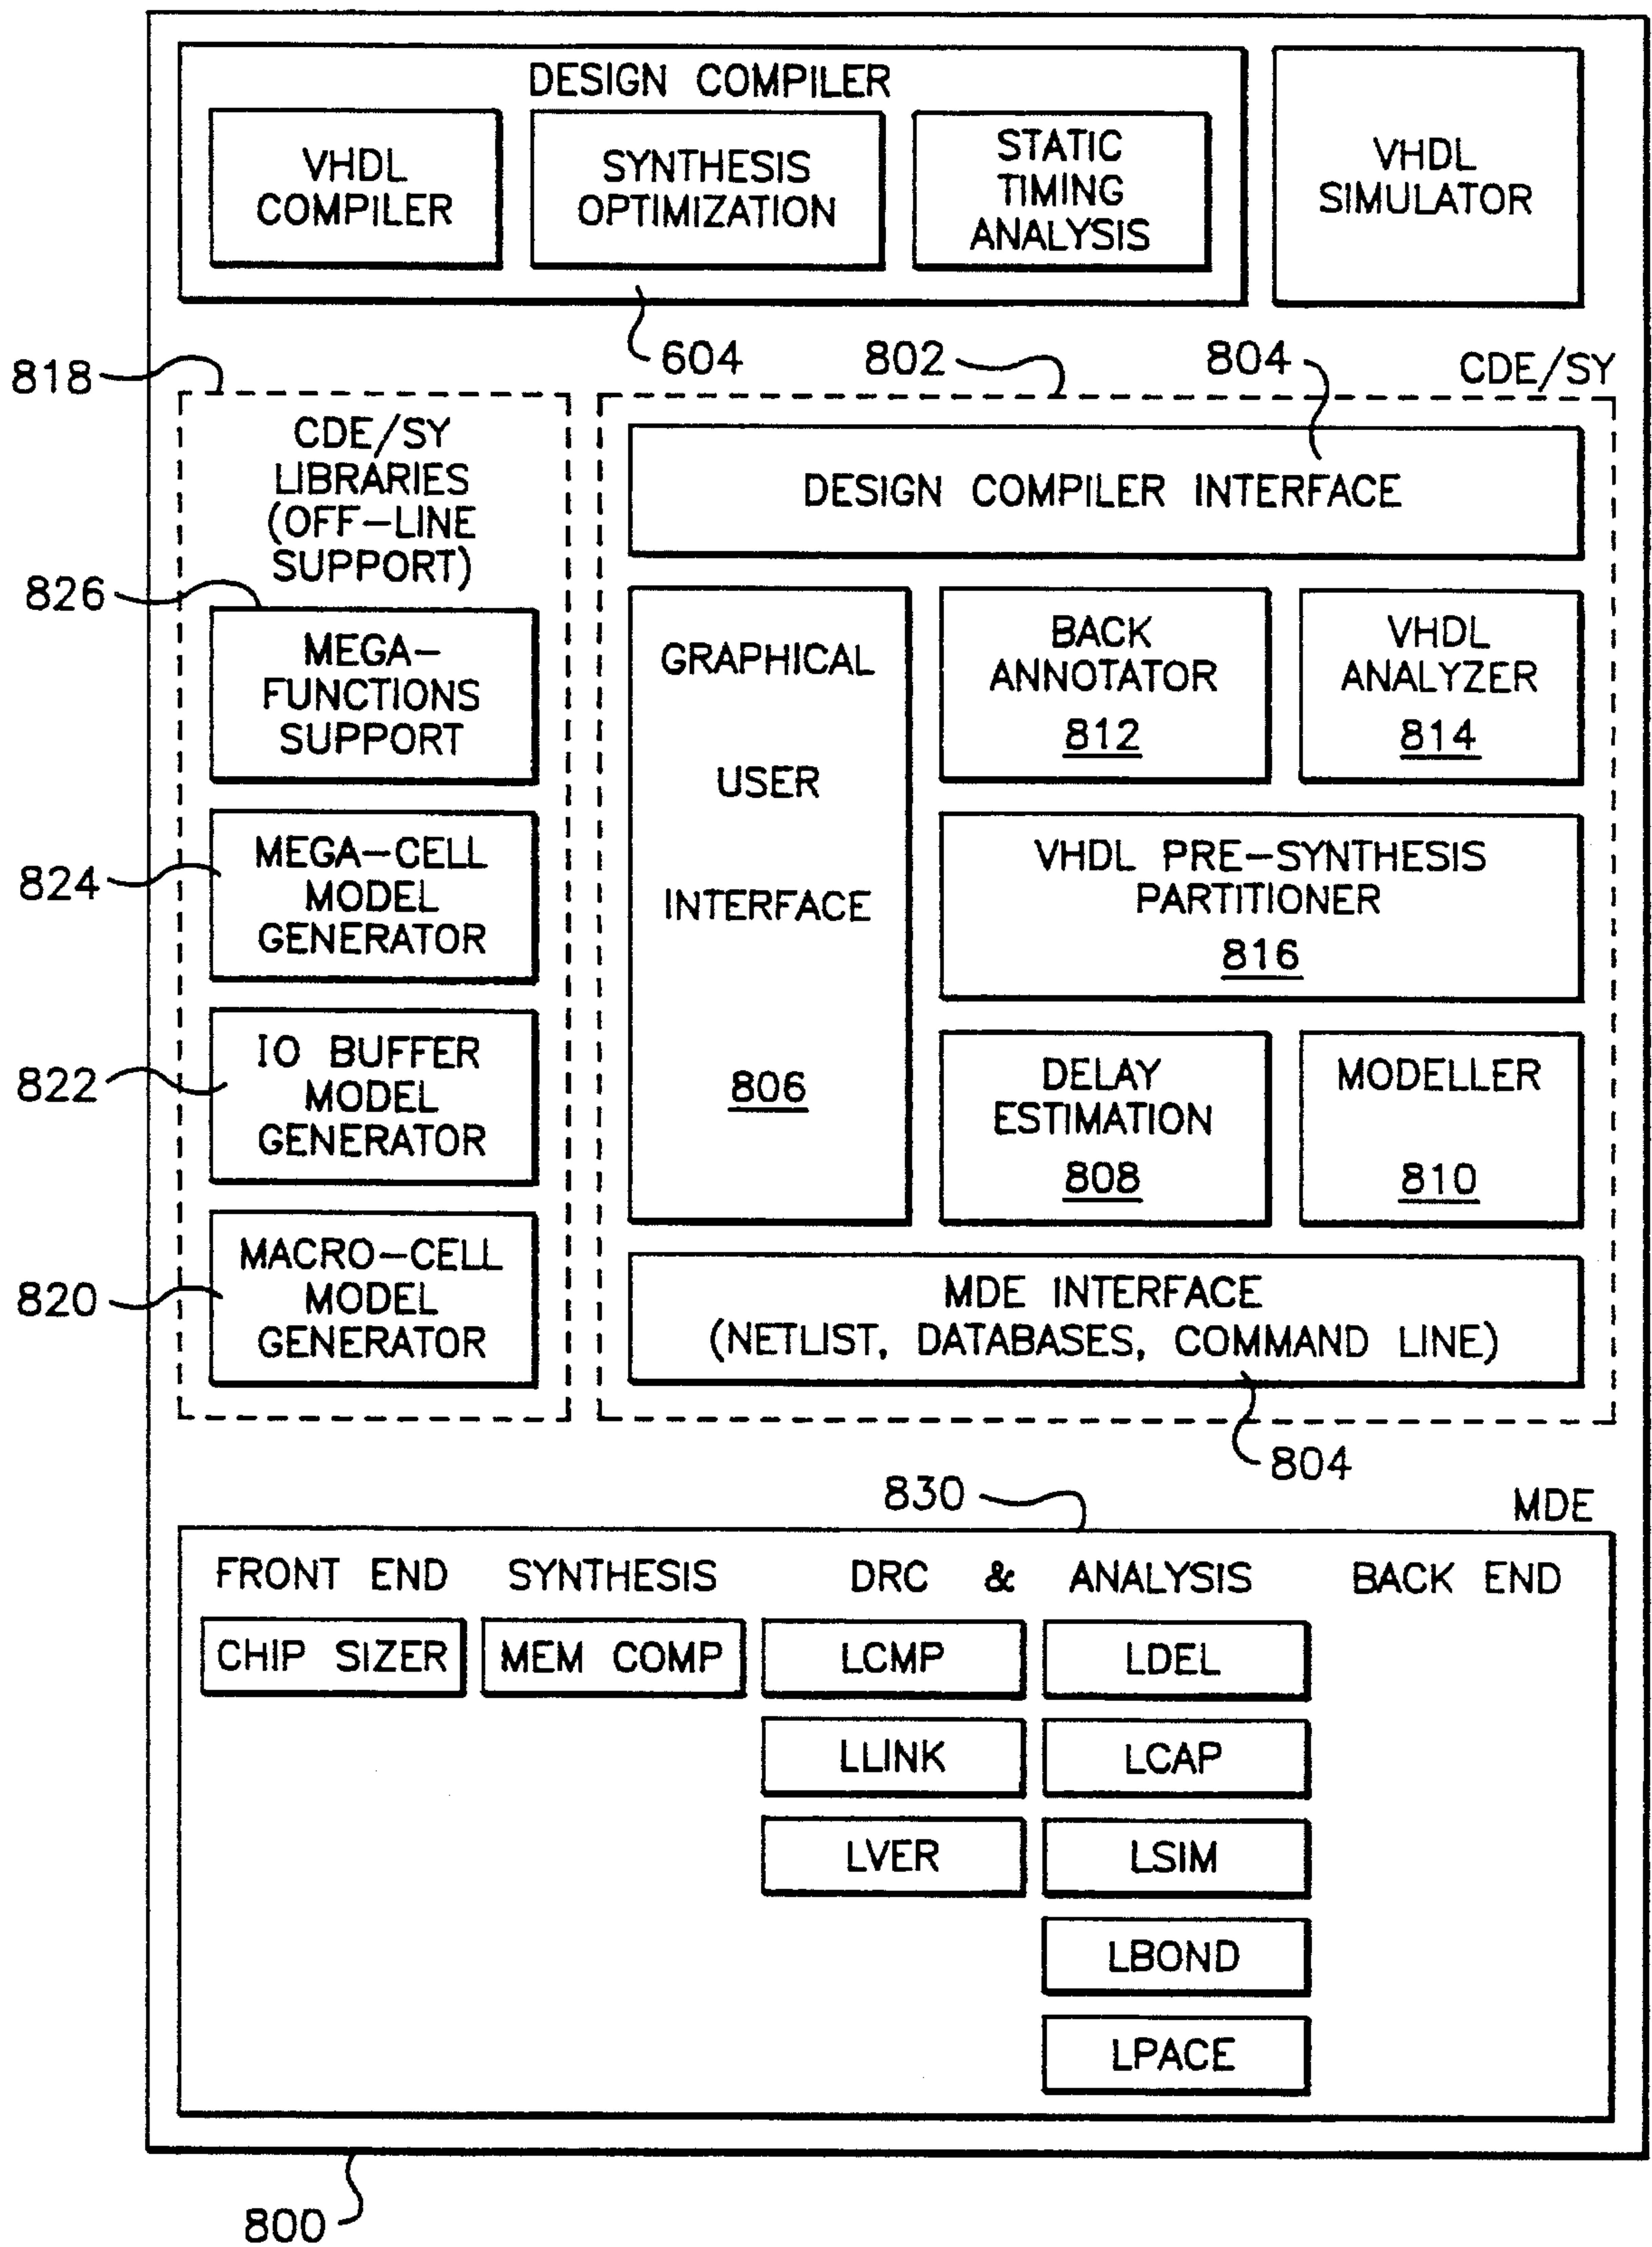 DESIGN COMPILER
VHDL
COMPILER
SYNTHESIS
OPTIMIZATION
STATIC
TIMING
ANALYSIS
VHDL
SIMULATOR
604
818
802
804
CDE/SY
CDE/SY
LIBRARIES
(OFF-LINE
SUPPORT)
826
MEGA-
FUNCTIONS
SUPPORT
824
MEGA-CELL
MODEL
GENERATOR
822
IO BUFFER
MODEL
GENERATOR
820
MACRO-CELL
MODEL
GENERATOR
DESIGN COMPILER INTERFACE
GRAPHICAL
USER
INTERFACE
806
BACK
ANNOTATOR
812
VHDL
ANALYZER
814
VHDL PRE-SYNTHESIS
PARTITIONER
816
DELAY
ESTIMATION
808
MODELLER
810
MDE INTERFACE
(NETLIST, DATABASES, COMMAND LINE)
804
830
MDE
FRONT END
SYNTHESIS
DRC & ANALYSIS
BACK END
CHIP SIZER
MEM COMP
LCMP
LDEL
LLINK
LCAP
LVER
LSIM
LBOND
LPACE
800